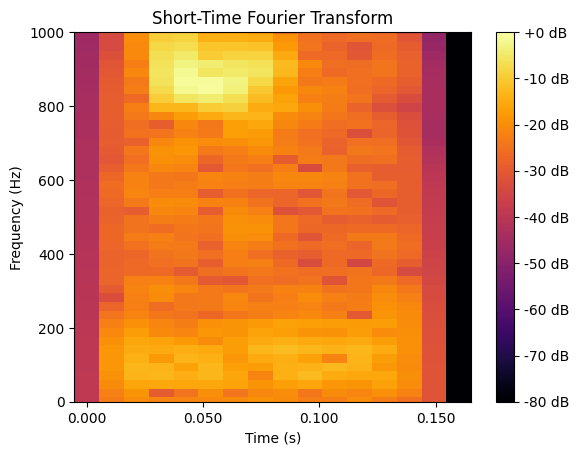 Short-Time Fourier Transform
1000
800
600
400
200
0
Frequency (Hz)
0.000
0.050
0.100
0.150
Time (s)
+0 dB
-10 dB
-20 dB
-30 dB
-40 dB
-50 dB
-60 dB
-70 dB
-80 dB